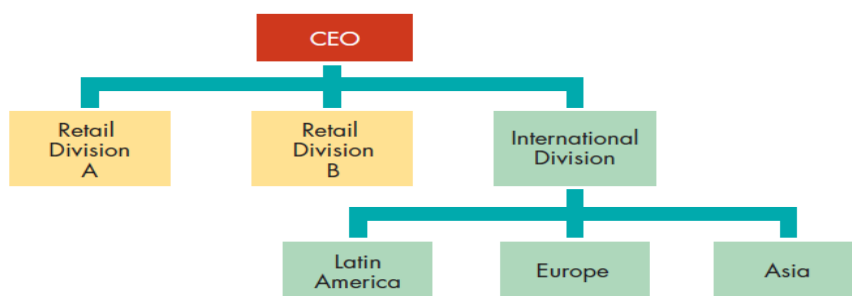 CEO
Retail
Division
A
Retail
Division
B
International
Division
Latin
America
Europe
Asia